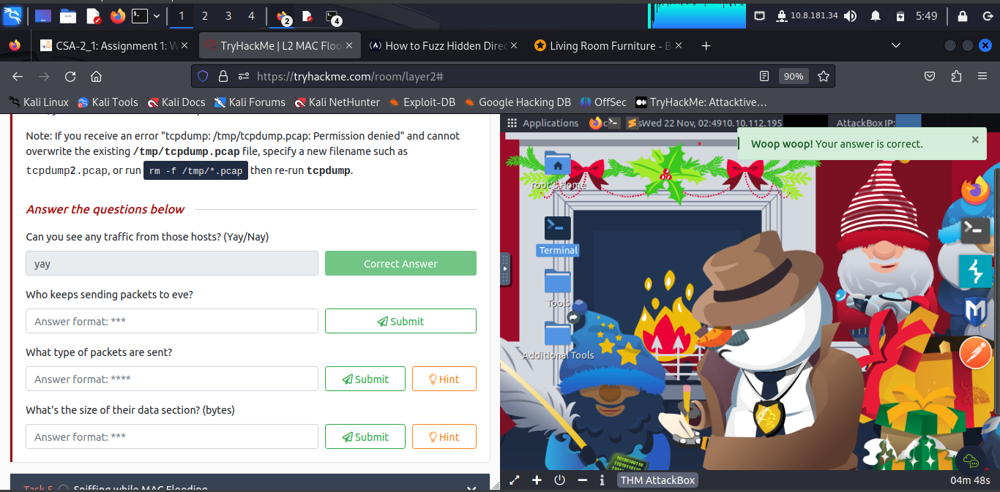 1 2 3 4 2 4 10.8.181.34 5:49
CSA-2_1: Assignment 1: W
TryHackMe | L2 MAC Floo
How to Fuzz Hidden Direc
Living Room Furniture - B
https://tryhackme.com/room/layer2#
90%
Kali Linux Kali Tools Kali Docs Kali Forums Kali NetHunter Exploit-DB Google Hacking DB OffSec TryHackMe: Attacktive…
Note: If you receive an error "tcpdump: /tmp/tcpdump.pcap: Permission denied" and cannot
overwrite the existing /tmp/tcpdump.pcap file, specify a new filename such as
tcpdump2.pcap, or run rm -f /tmp/*.pcap then re-run tcpdump.
Answer the questions below
Can you see any traffic from those hosts? (Yay/Nay)
yay
Correct Answer
Who keeps sending packets to eve?
Answer format: ***
Submit
What type of packets are sent?
Answer format: ****
Submit
Hint
What's the size of their data section? (bytes)
Answer format: ***
Submit
Hint
Task 5 Sniffing while MAC Flooding
Applications
Wed 22 Nov, 02:49
10.10.112.195
AttackBox IP:
Woop woop! Your answer is correct.
root's Home
Terminal
Tools
Additional Tools
THM AttackBox
04m 48s